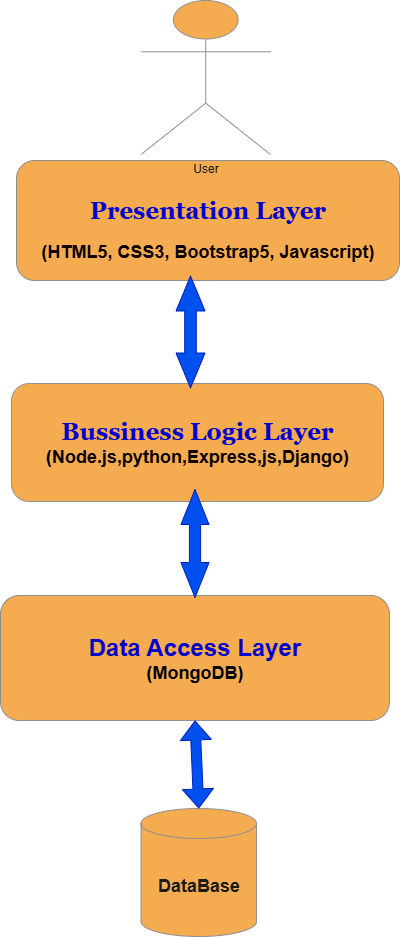 User
Presentation Layer
(HTML5, CSS3, Bootstrap5, Javascript)
Bussiness Logic Layer
(Node.js,python,Express,js,Django)
Data Access Layer
(MongoDB)
DataBase